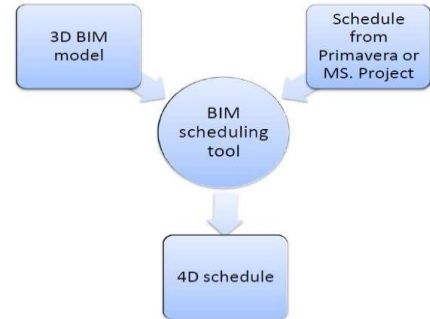 3D BIM
model
Schedule
from
Primavera or
MS. Project
BIM
scheduling
tool
4D schedule